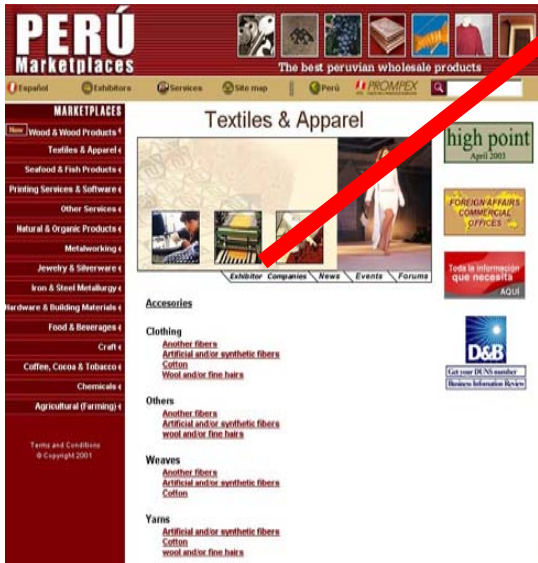 PERÚ
Marketplaces
The best peruvian wholesale products
Español
Exhibitors
Services
Site map
Perú
PROMPEX
MARKETPLACES
New Wood & Wood Products
Textiles & Apparel
Seafood & Fish Products
Printing Services & Software
Other Services
Natural & Organic Products
Metalworking
Jewelry & Silverware
Iron & Steel Metallurgy
Hardware & Building Materials
Food & Beverages
Craft
Coffee, Cocoa & Tobacco
Chemicals
Agricultural (Farming)
Terms and Conditions
© Copyright 2001
Textiles & Apparel
Exhibitor Companies
News
Events
Forums
Accesories
Clothing
Another fibers
Artificial and/or synthetic fibers
Cotton
Wool and/or fine hairs
Others
Another fibers
Artificial and/or synthetic fibers
wool and/or fine hairs
Weaves
Another fibers
Artificial and/or synthetic fibers
Cotton
Yarns
Artificial and/or synthetic fibers
Cotton
wool and/or fine hairs
high point
April 2003
FOREIGN AFFAIRS
COMMERCIAL
OFFICES
Toda la información
que necesita
AQUÍ
D&B
Get your DUNS number
Business Information Review